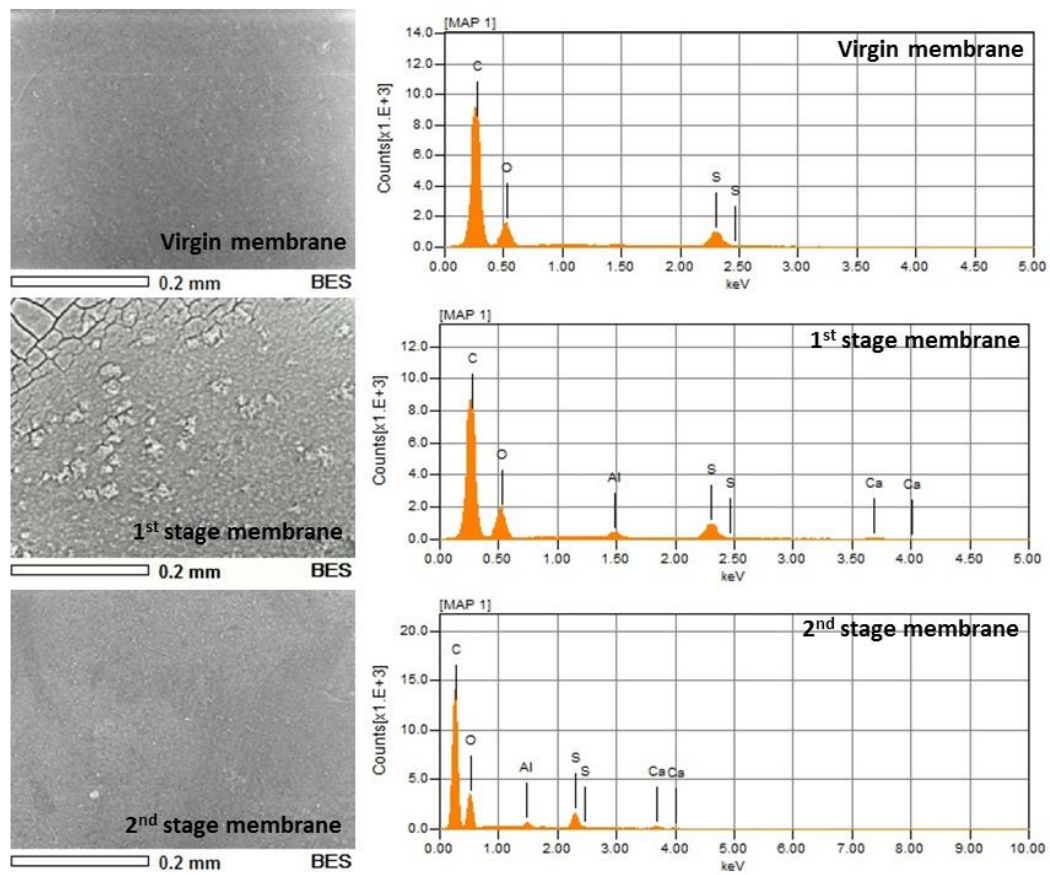 Virgin membrane
0.2 mm BES
[MAP 1]
Virgin membrane
Counts[x1.E+3]
14.0
12.0
10.0
8.0
6.0
4.0
2.0
0.0
C
O
S
S
0.00 0.50 1.00 1.50 2.00 2.50 3.00 3.50 4.00 4.50 5.00
keV
1st stage membrane
0.2 mm BES
[MAP 1]
1st stage membrane
Counts[x1.E+3]
12.0
10.0
8.0
6.0
4.0
2.0
0.0
C
O
Al
S
S
Ca
Ca
0.00 0.50 1.00 1.50 2.00 2.50 3.00 3.50 4.00 4.50 5.00
keV
2nd stage membrane
0.2 mm BES
[MAP 1]
2nd stage membrane
Counts[x1.E+3]
20.0
15.0
10.0
5.0
0.0
C
O
Al
S
S
Ca
Ca
0.00 1.00 2.00 3.00 4.00 5.00 6.00 7.00 8.00 9.00 10.00
keV